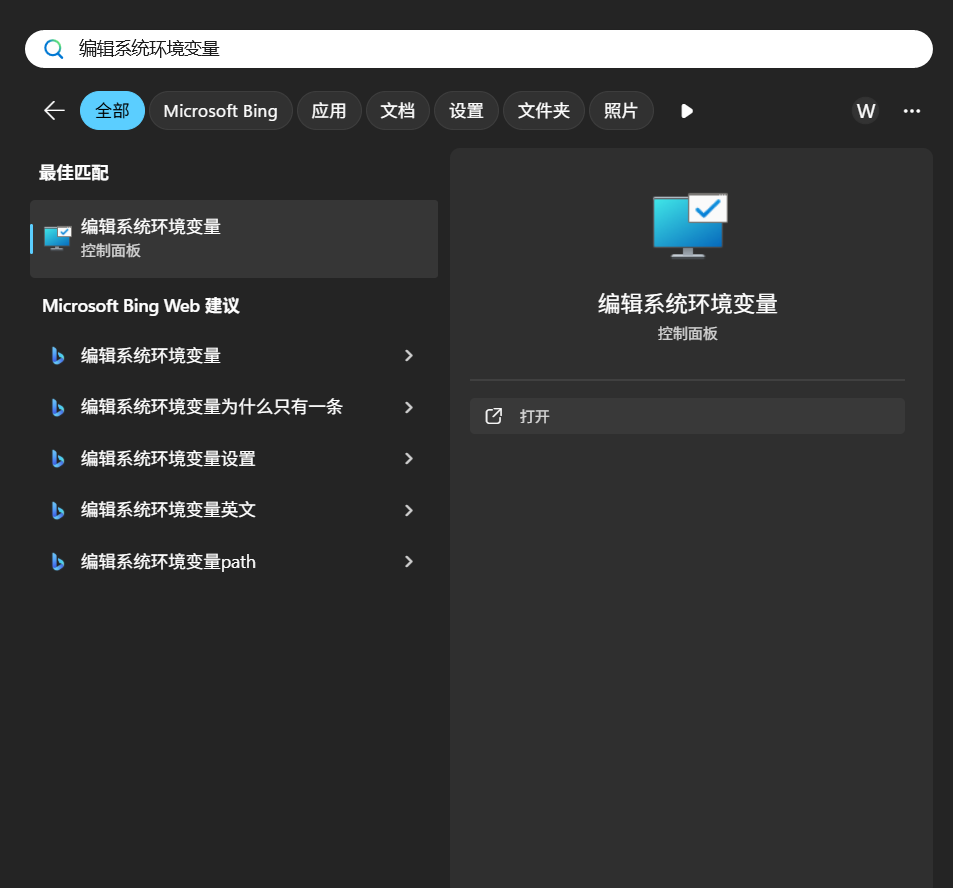 编辑系统环境变量
全部 Microsoft Bing 应用 文档 设置 文件夹 照片 W
最佳匹配
编辑系统环境变量
控制面板
Microsoft Bing Web 建议
编辑系统环境变量
编辑系统环境变量为什么只有一条
编辑系统环境变量设置
编辑系统环境变量英文
编辑系统环境变量path
编辑系统环境变量
控制面板
打开